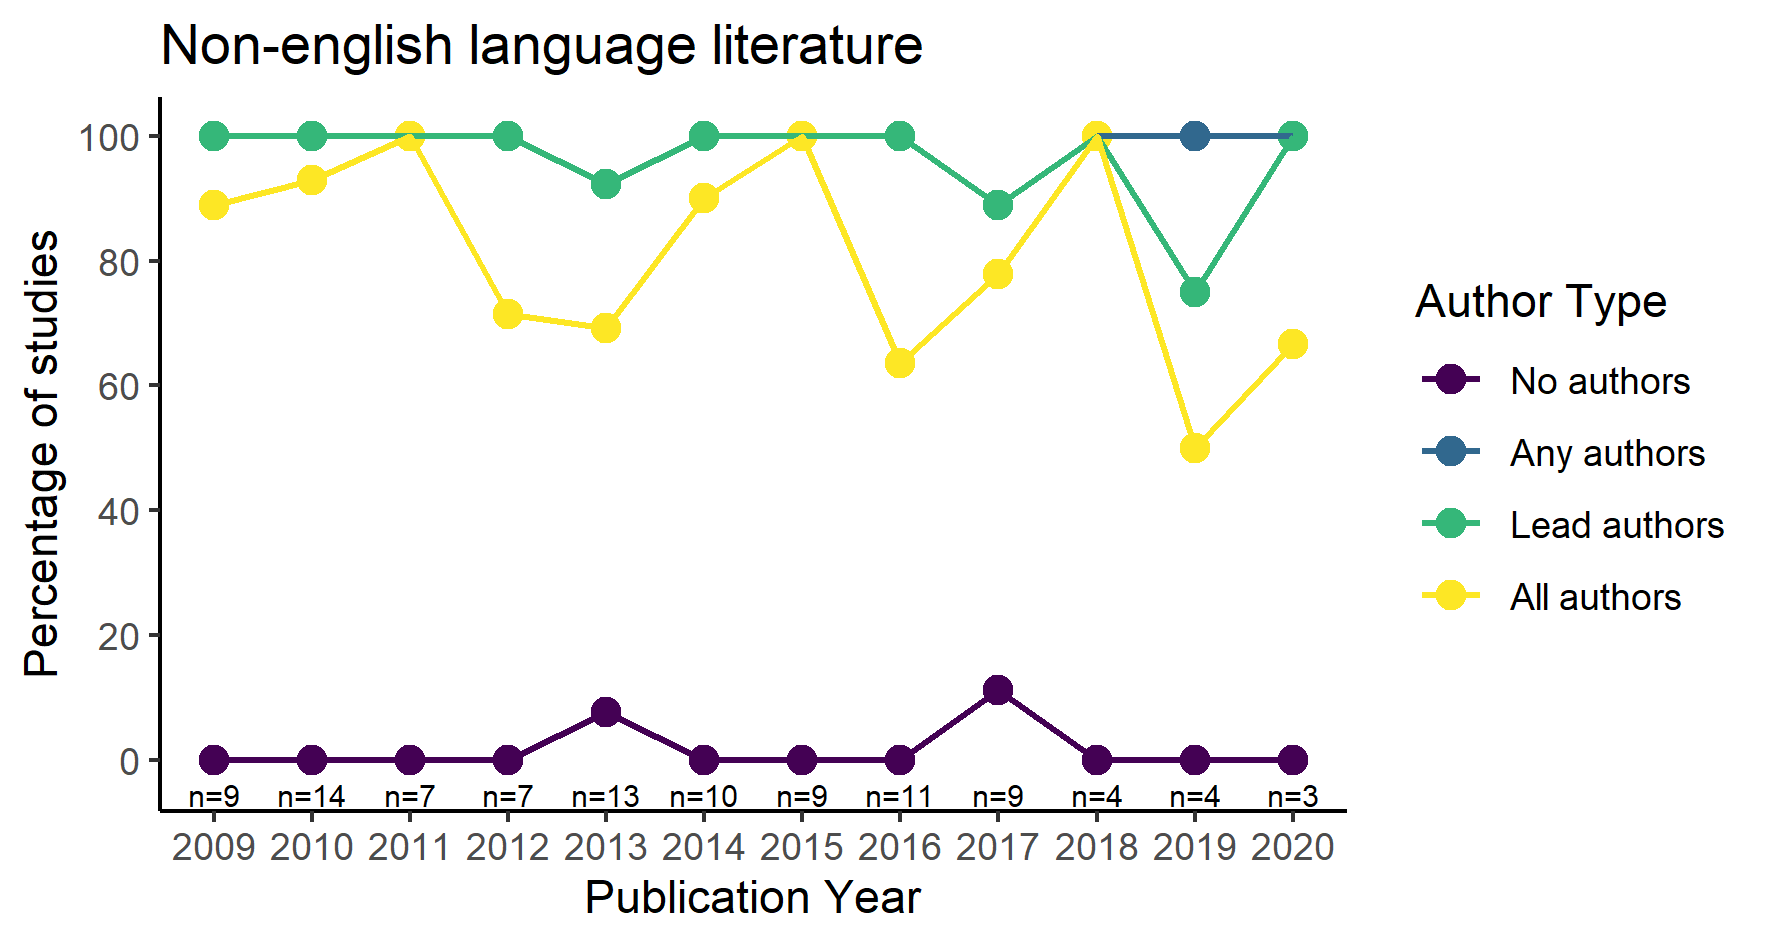 Non-english language literature
Percentage of studies
100
80
60
40
20
0
n=9 n=14 n=7 n=7 n=13 n=10 n=9 n=11 n=9 n=4 n=4 n=3
2009 2010 2011 2012 2013 2014 2015 2016 2017 2018 2019 2020
Publication Year
Author Type
No authors
Any authors
Lead authors
All authors